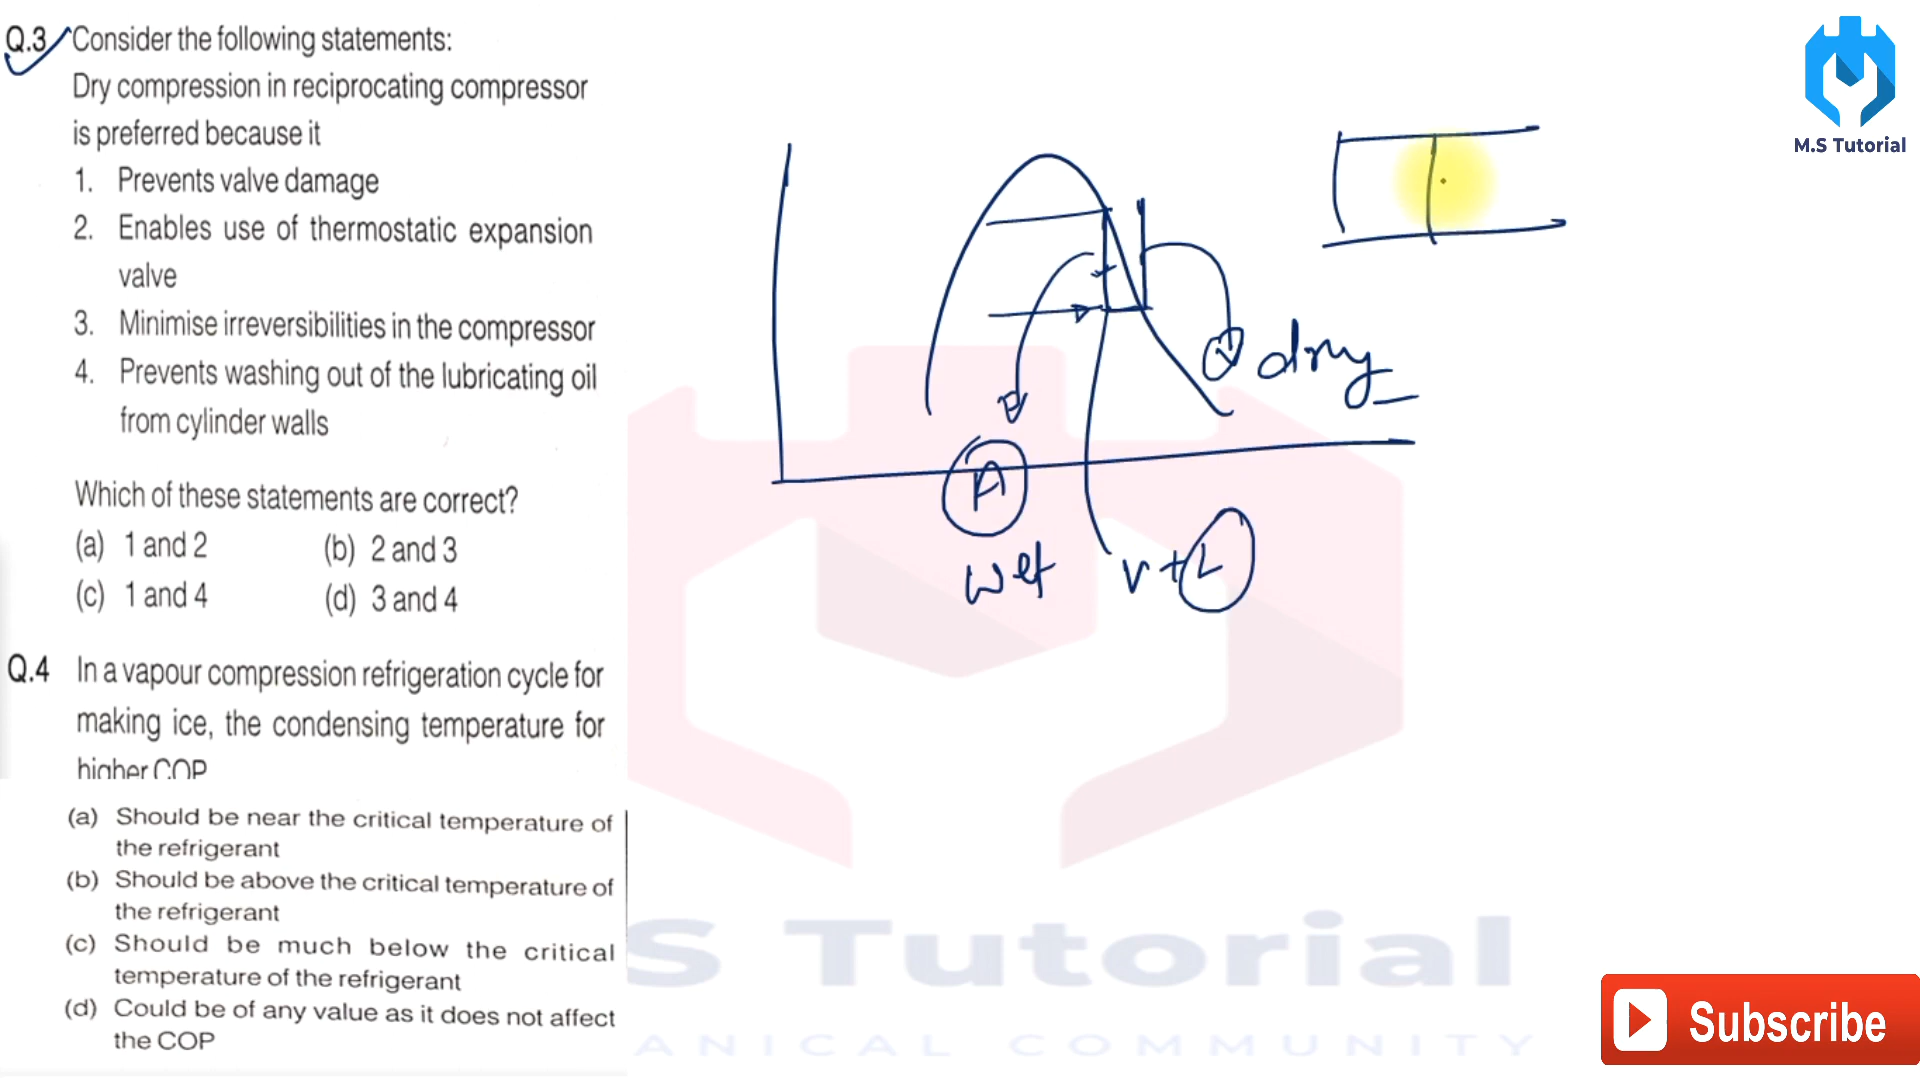 Q.3 Consider the following statements:
Dry compression in reciprocating compressor
is preferred because it
1. Prevents valve damage
2. Enables use of thermostatic expansion
valve
3. Minimise irreversibilities in the compressor
4. Prevents washing out of the lubricating oil
from cylinder walls
Which of these statements are correct?
(a) 1 and 2 (b) 2 and 3
(c) 1 and 4 (d) 3 and 4
Q.4 In a vapour compression refrigeration cycle for
making ice, the condensing temperature for
higher COP
(a) Should be near the critical temperature of
the refrigerant
(b) Should be above the critical temperature of
the refrigerant
(c) Should be much below the critical
temperature of the refrigerant
(d) Could be of any value as it does not affect
the COP
dry
A
wet v + L
M.S Tutorial
S Tutorial
ANICAL COMMUNITY
Subscribe